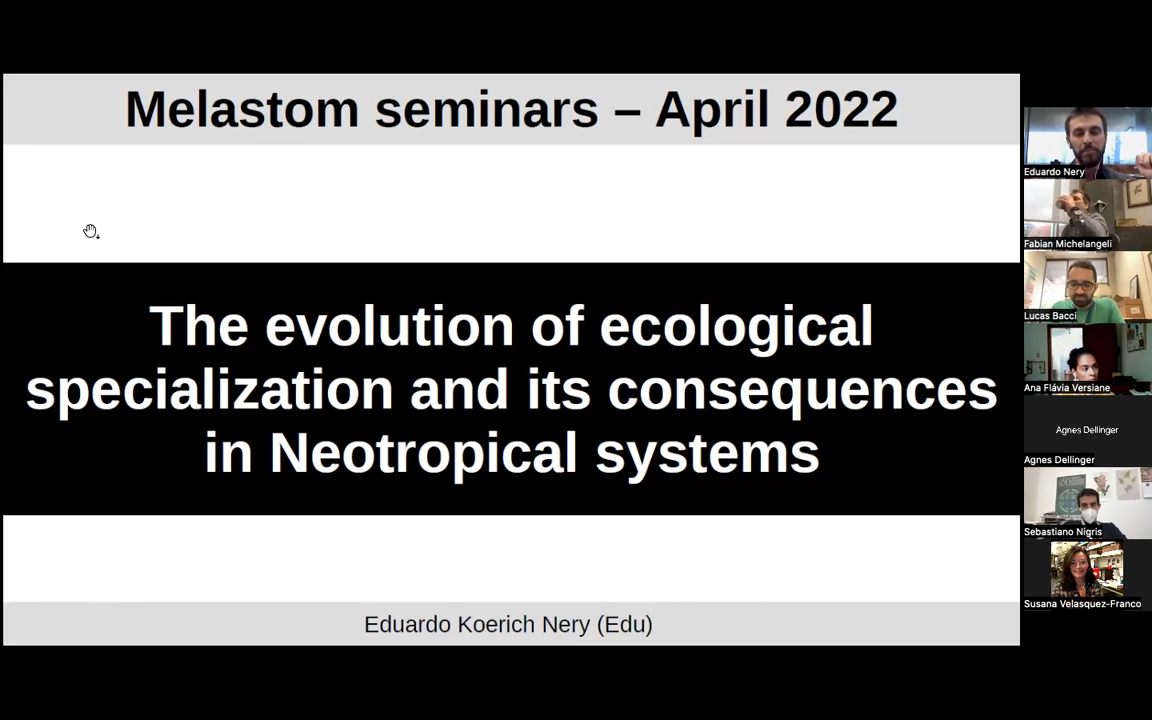 Melastom seminars – April 2022
The evolution of ecological
specialization and its consequences
in Neotropical systems
Eduardo Koerich Nery (Edu)
Eduardo Nery
Fabian Michelangeli
Lucas Bacci
Ana Flávia Versiane
Agnes Dellinger
Agnes Dellinger
Sebastiano Nigris
Susana Velasquez-Franco